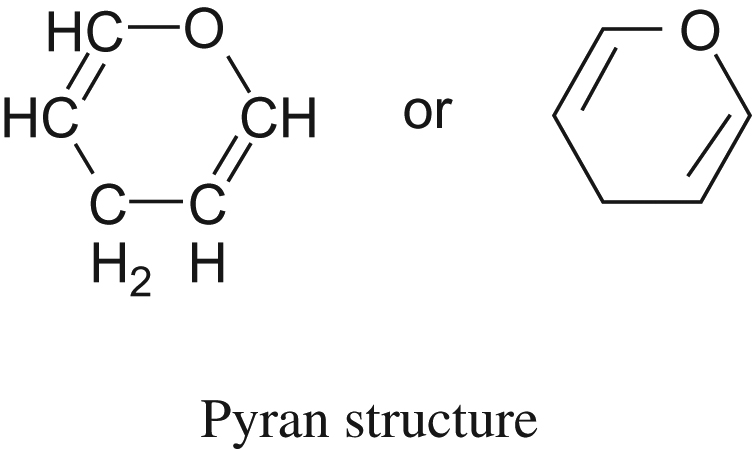 HC O
HC CH or O
C C
H2 H
Pyran structure